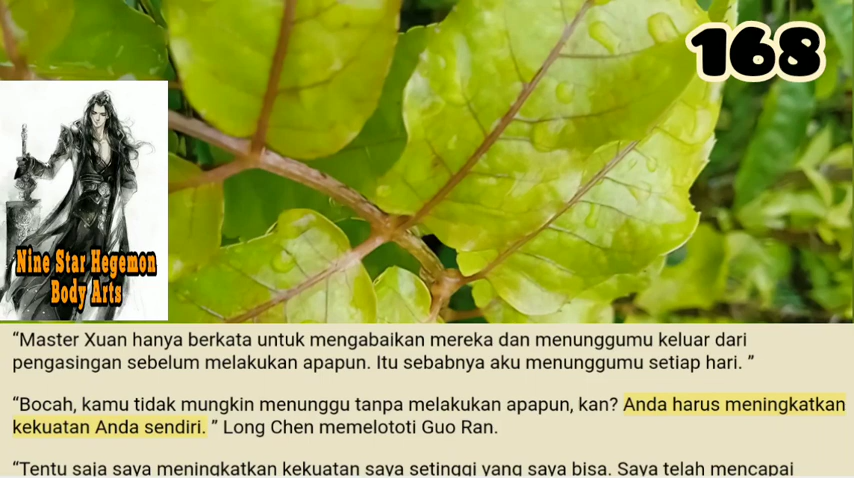 168
Nine Star Hegemon
Body Arts
“Master Xuan hanya berkata untuk mengabaikan mereka dan menunggumu keluar dari
pengasingan sebelum melakukan apapun. Itu sebabnya aku menunggumu setiap hari. ”
“Bocah, kamu tidak mungkin menunggu tanpa melakukan apapun, kan? Anda harus meningkatkan
kekuatan Anda sendiri. ” Long Chen memelototi Guo Ran.
“Tentu saja saya meningkatkan kekuatan saya setinggi yang saya bisa. Saya telah mencapai